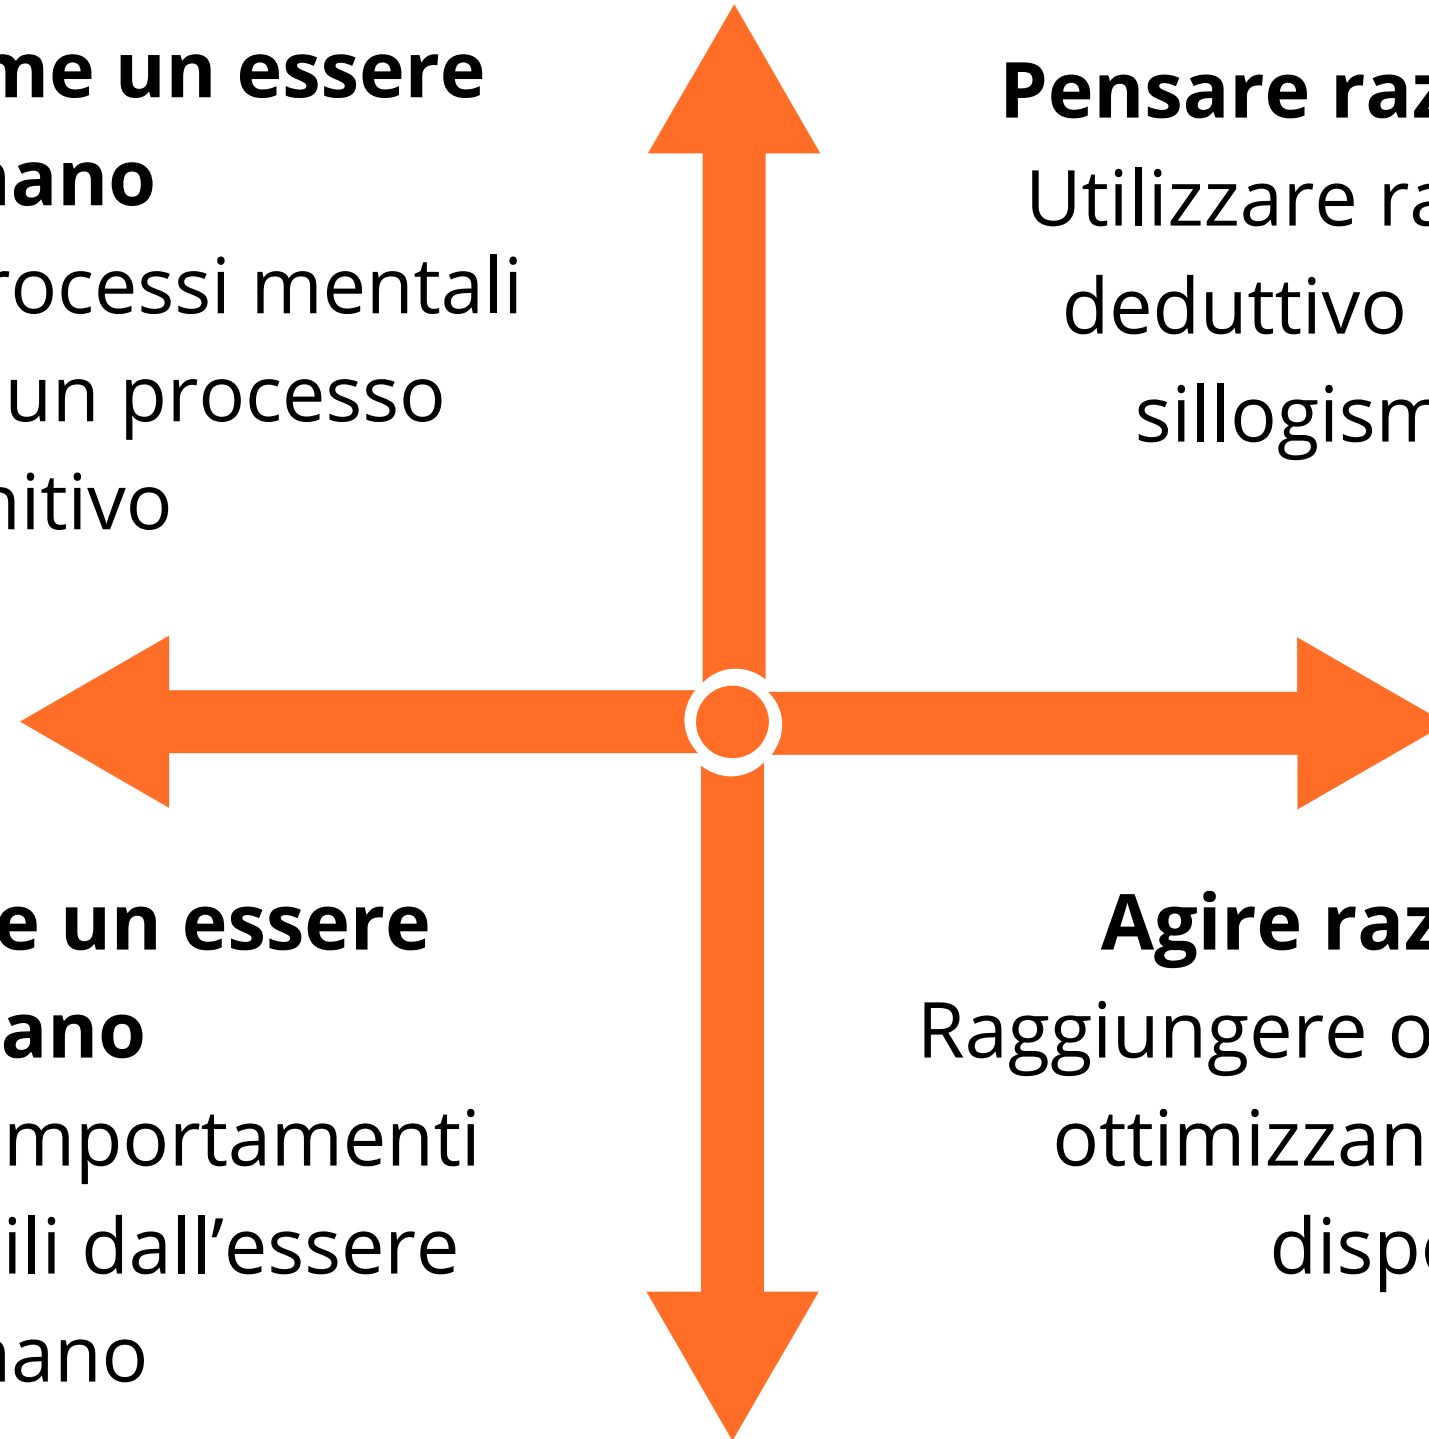 me un essere
nano
rocessi mentali
un processo
nitivo
Pensare raz
Utilizzare ra
deduttivo
sillogism
e un essere
ano
mportamenti
ili dall’essere
nano
Agire raz
Raggiungere o
ottimizzan
dispo